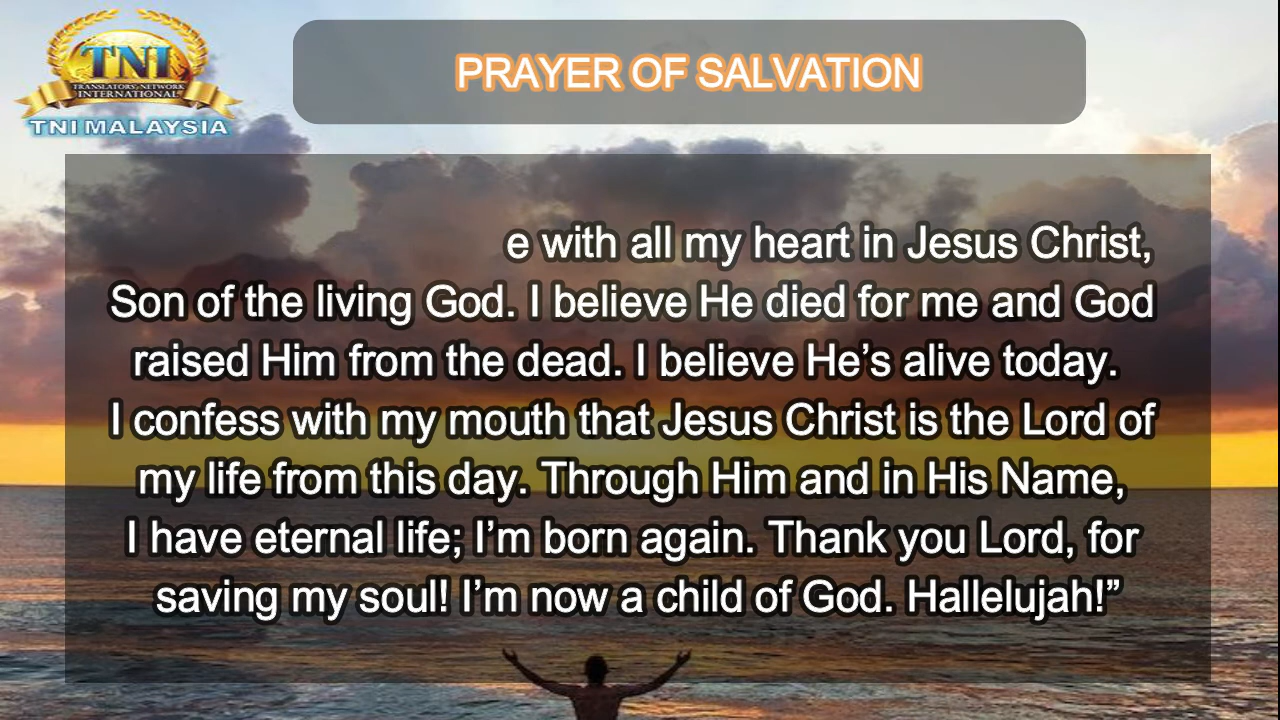 TNI
TRANSLATORS' NETWORK
INTERNATIONAL
TNI MALAYSIA
PRAYER OF SALVATION
e with all my heart in Jesus Christ,
Son of the living God. I believe He died for me and God
raised Him from the dead. I believe He’s alive today.
I confess with my mouth that Jesus Christ is the Lord of
my life from this day. Through Him and in His Name,
I have eternal life; I’m born again. Thank you Lord, for
saving my soul! I’m now a child of God. Hallelujah!”